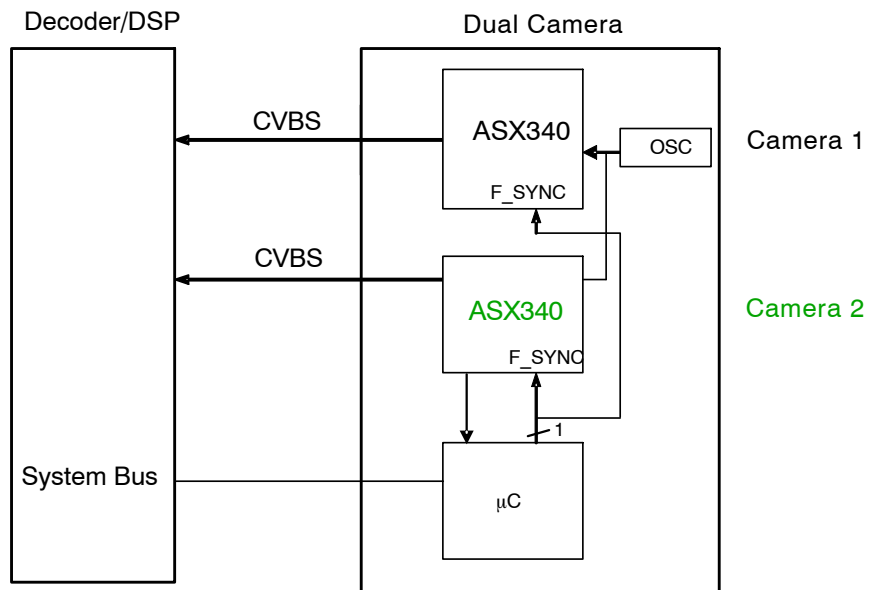 Decoder/DSP
Dual Camera
CVBS
ASX340
OSC
Camera 1
F_SYNC
CVBS
ASX340
Camera 2
F_SYNC
1
System Bus
μC